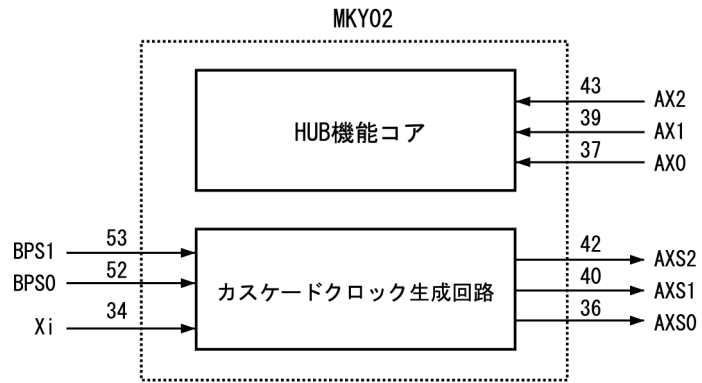 MKY02
HUB機能コア
43 AX2
39 AX1
37 AX0
BPS1 53
BPS0 52
Xi 34
カスケードクロック生成回路
42 AXS2
40 AXS1
36 AXS0